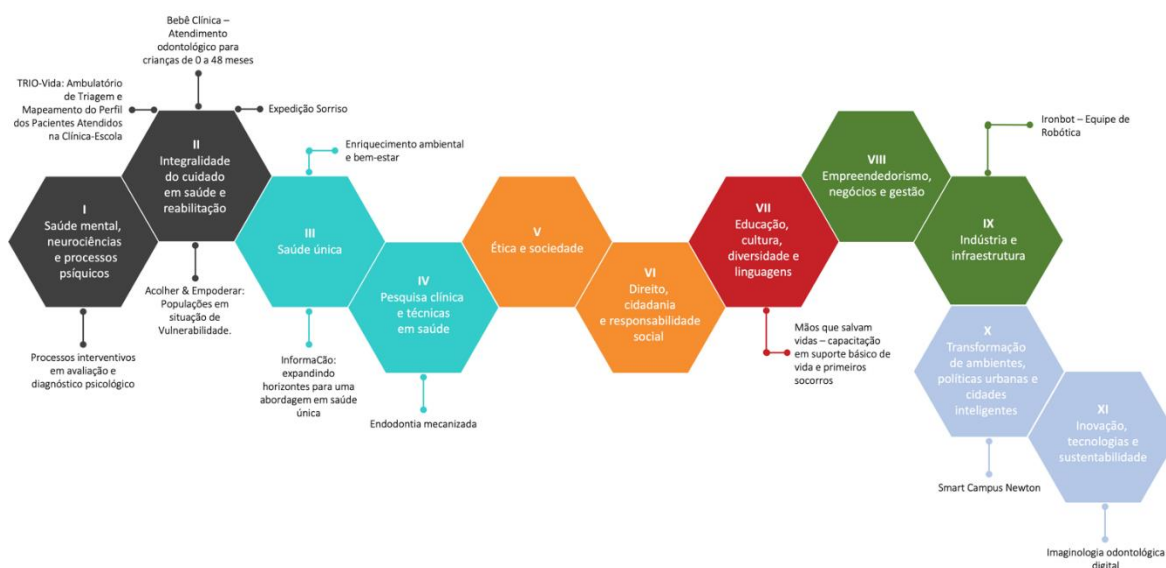 Bebê Clínica –
Atendimento
odontológico para
crianças de 0 a 48 meses
TRIO-Vida: Ambulatório
de Triagem e
Mapeamento do Perfil
dos Pacientes Atendidos
na Clínica-Escola
Expedição Sorriso
I
Saúde mental,
neurociências
e processos
psíquicos
Processos interventivos
em avaliação e
diagnóstico psicológico
II
Integralidade
do cuidado
em saúde e
reabilitação
Acolher & Empoderar:
Populações em
situação de
Vulnerabilidade.
Enriquecimento ambiental
e bem-estar
III
Saúde única
InformaCão:
expandindo
horizontes para uma
abordagem em saúde
única
IV
Pesquisa clínica
e técnicas
em saúde
Endodontia mecanizada
V
Ética e sociedade
VI
Direito,
cidadania
e responsabilidade
social
VII
Educação,
cultura,
diversidade e
linguagens
Mãos que salvam
vidas – capacitação
em suporte básico de
vida e primeiros
socorros
VIII
Empreendedorismo,
negócios e gestão
Ironbot – Equipe de
Robótica
IX
Indústria e
infraestrutura
X
Transformação
de ambientes,
políticas urbanas e
cidades
inteligentes
Smart Campus Newton
XI
Inovação,
tecnologias e
sustentabilidade
Imaginologia odontológica
digital